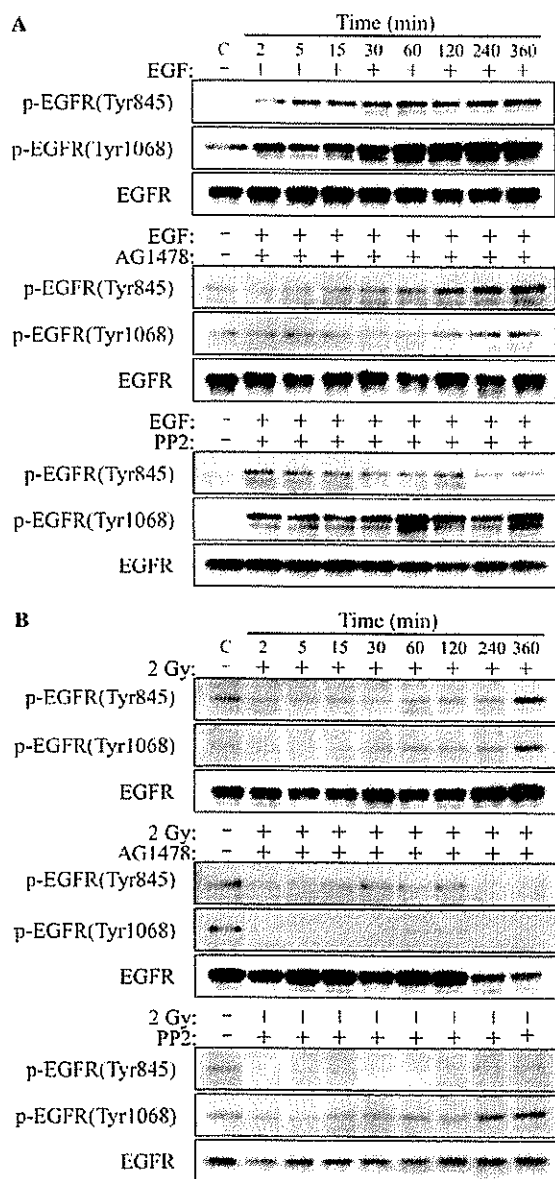 A
Time (min)
C 2 5 15 30 60 120 240 360
EGF: - + + + + + + + +
p-EGFR(Tyr845)
p-EGFR(Tyr1068)
EGFR
EGF: - + + + + + + + +
AG1478: - + + + + + + + +
p-EGFR(Tyr845)
p-EGFR(Tyr1068)
EGFR
EGF: - + + + + + + + +
PP2: - + + + + + + + +
p-EGFR(Tyr845)
p-EGFR(Tyr1068)
EGFR
B
Time (min)
C 2 5 15 30 60 120 240 360
2 Gy: - + + + + + + + +
p-EGFR(Tyr845)
p-EGFR(Tyr1068)
EGFR
2 Gy: - + + + + + + + +
AG1478: - + + + + + + + +
p-EGFR(Tyr845)
p-EGFR(Tyr1068)
EGFR
2 Gy: - + + + + + + + +
PP2: - + + + + + + + +
p-EGFR(Tyr845)
p-EGFR(Tyr1068)
EGFR